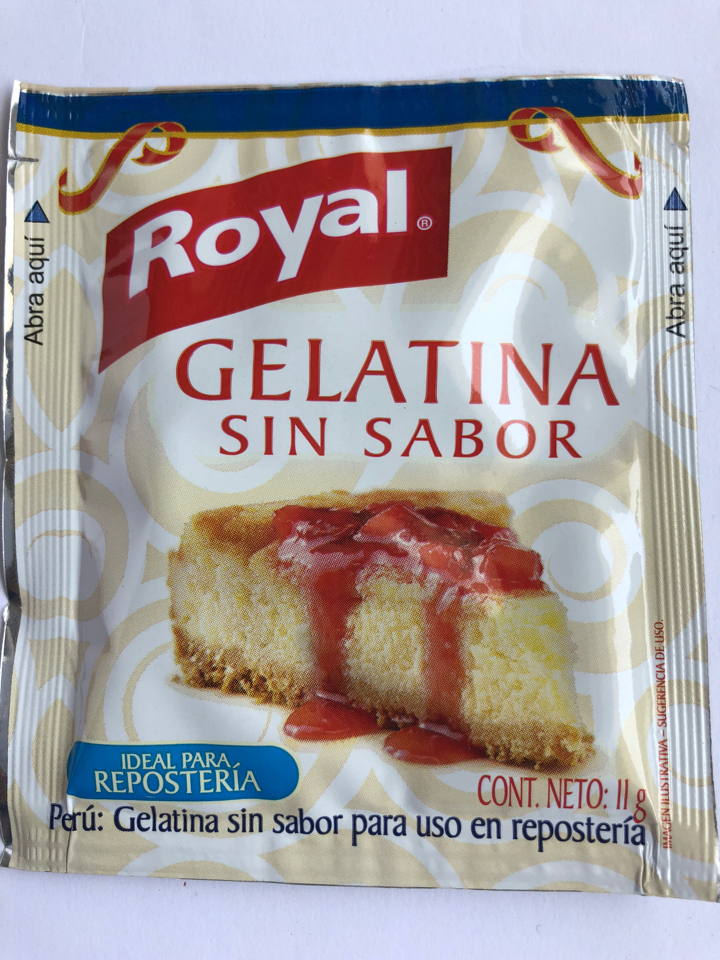 Royal®
Abra aquí
Abra aquí
GELATINA
SIN SABOR
IDEAL PARA
REPOSTERÍA
CONT. NETO: 11 g
Perú: Gelatina sin sabor para uso en repostería
IMAGEN ILUSTRATIVA – SUGERENCIA DE USO.